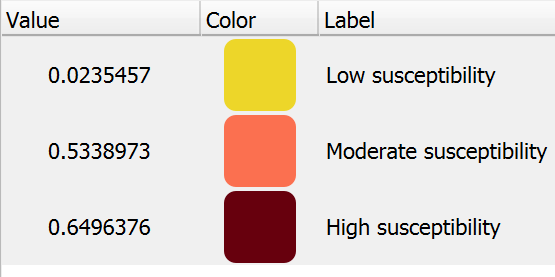 Value Color Label
0.0235457 Low susceptibility
0.5338973 Moderate susceptibility
0.6496376 High susceptibility